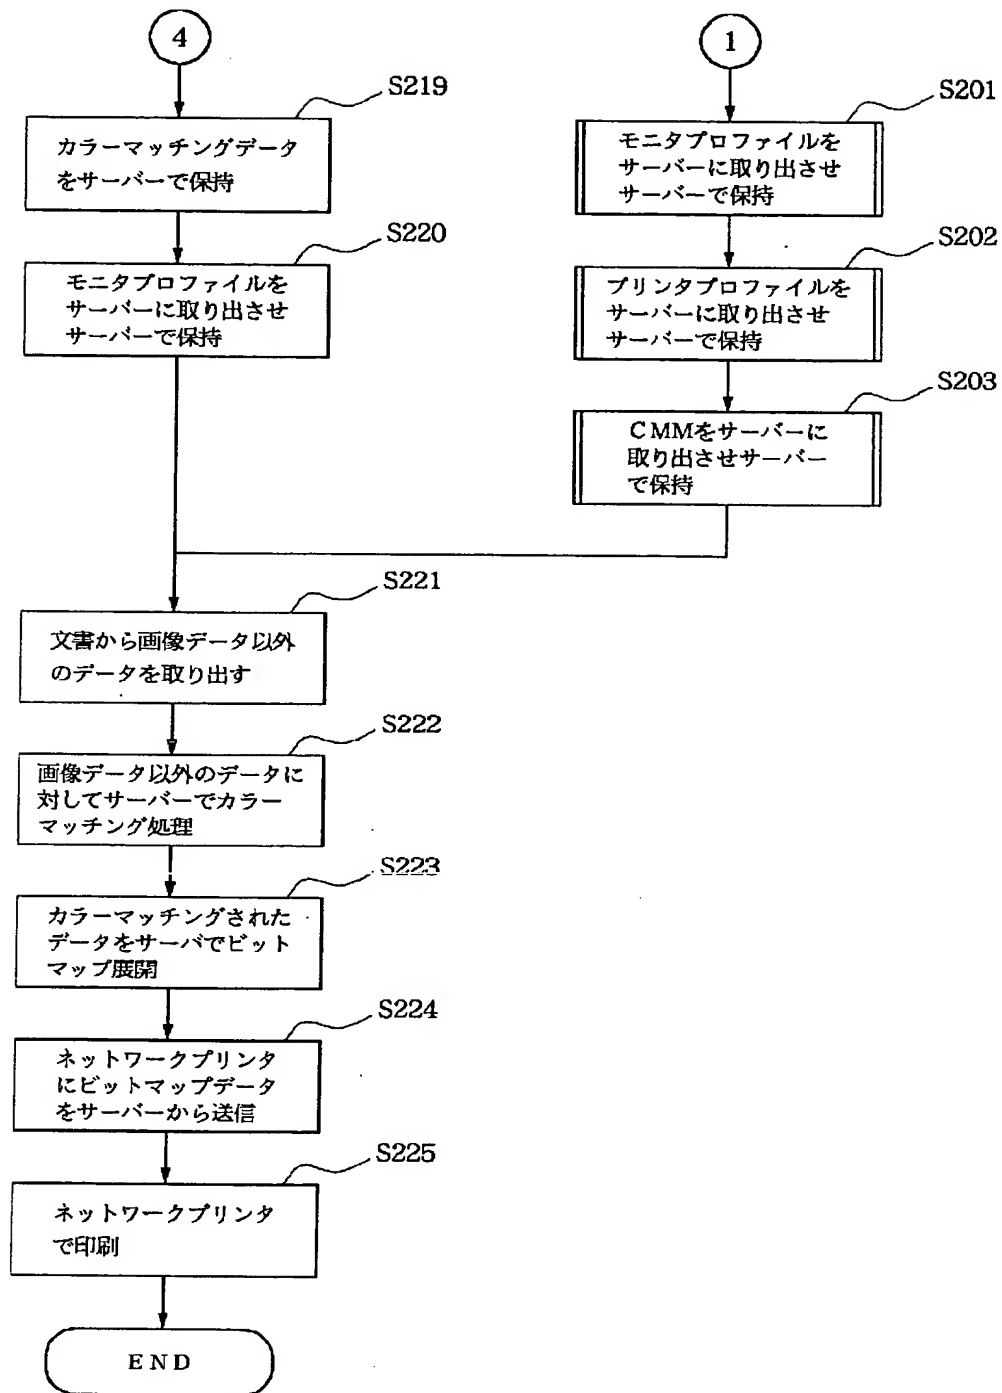 4
S219
カラーマッチングデータ
をサーバーで保持
S220
モニタプロファイルを
サーバーに取り出させ
サーバーで保持
1
S201
モニタプロファイルを
サーバーに取り出させ
サーバーで保持
S202
プリンタプロファイルを
サーバーに取り出させ
サーバーで保持
S203
CMMをサーバーに
取り出させサーバー
で保持
S221
文書から画像データ以外
のデータを取り出す
S222
画像データ以外のデータに
対してサーバーでカラー
マッチング処理
S223
カラーマッチングされた
データをサーバでビット
マップ展開
S224
ネットワークプリンタ
にビットマップデータ
をサーバーから送信
S225
ネットワークプリンタ
で印刷
END